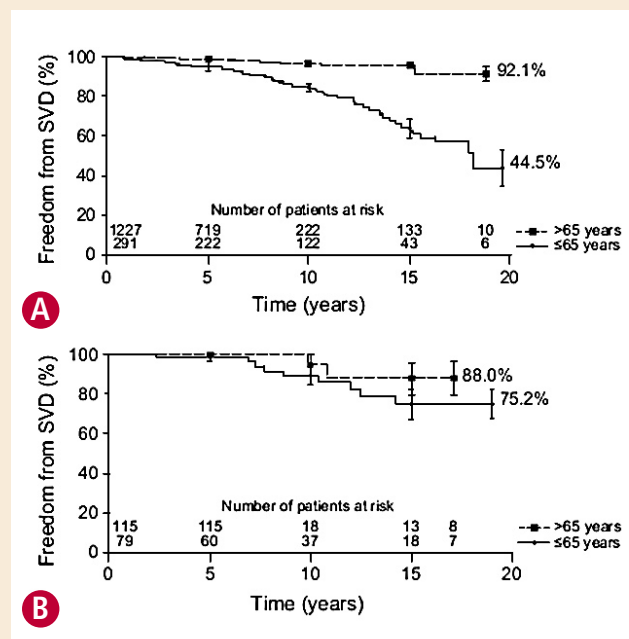 Freedom from SVD (%)
100
80
60
40
20
0
92.1%
44.5%
Number of patients at risk
1227 719 222 133 10
291 222 122 43 6
>65 years
≤65 years
0 5 10 15 20
Time (years)
A
Freedom from SVD (%)
100
80
60
40
20
0
88.0%
75.2%
Number of patients at risk
115 115 18 13 8
79 60 37 18 7
>65 years
≤65 years
0 5 10 15 20
Time (years)
B